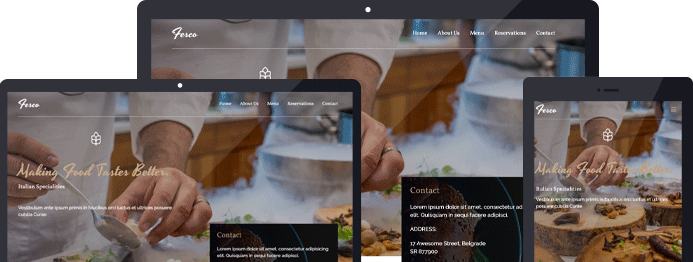 Fesco
Home About Us Menu Reservations Contact
Contact
Lorem ipsum dolor sit amet, consectetur adipisicing
elit. Quisquam in sequi facere adipisci.
ADDRESS:
17 Awesome Street, Belgrade
SR 877900
Fesco
Home About Us Menu Reservations Contact
Making Food Tastes Better.
Italian Specialities
Vestibulum ante ipsum primis in faucibus orci luctus et ultrices posuere
cubilia Curae
Contact
Lorem ipsum dolor sit amet, consectetur adipisicing
elit. Quisquam in sequi facere adipisci.
Fesco
Making Food Tastes Better.
Italian Specialities
Vestibulum ante ipsum primis in
faucibus orci luctus et ultrices
posuere cubilia Curae